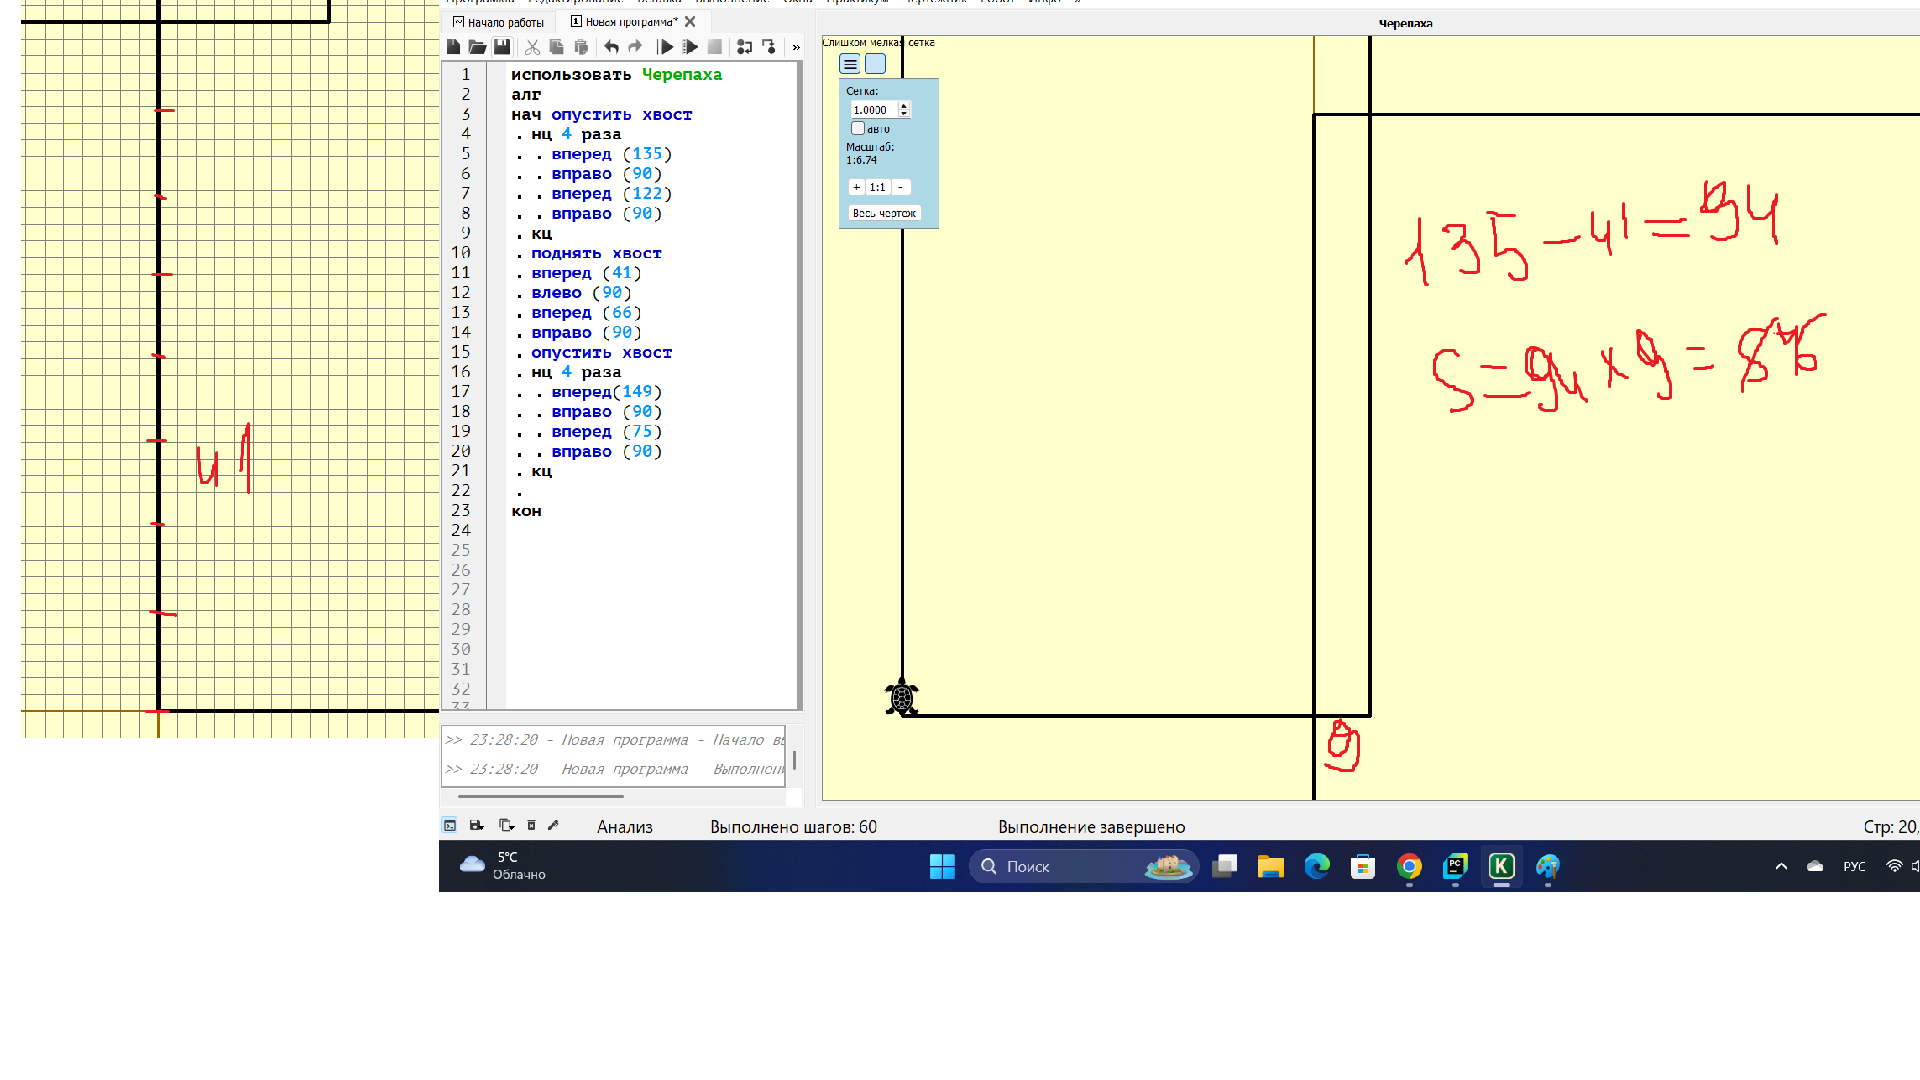 Начало работы
Новая программа*
Черепаха
»
Слишком мелкая сетка
Сетка:
1.0000
авто
Масштаб:
1:6.74
+ 1:1 -
Весь чертеж
1 использовать Черепаха
2 алг
3 нач опустить хвост
4 . нц 4 раза
5 . . вперед (135)
6 . . вправо (90)
7 . . вперед (122)
8 . . вправо (90)
9 . кц
10 . поднять хвост
11 . вперед (41)
12 . влево (90)
13 . вперед (66)
14 . вправо (90)
15 . опустить хвост
16 . нц 4 раза
17 . . вперед(149)
18 . . вправо (90)
19 . . вперед (75)
20 . . вправо (90)
21 . кц
22 .
23 кон
24
25
26
27
28
29
30
31
32
33
41
135-41=94
S=94x9=846
9
>> 23:28:20 - Новая программа - Начало
>> 23:28:20 Новая программа
Анализ
Выполнено шагов: 60
Выполнение завершено
Стр: 20,
5°C
Облачно
Поиск
РУС